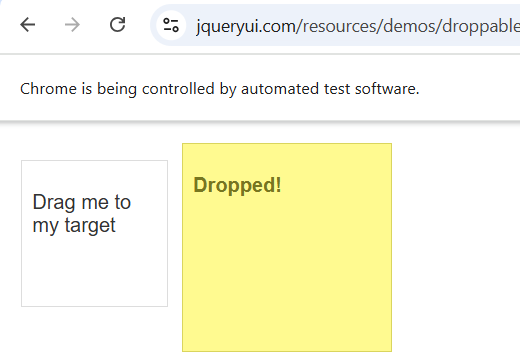 jqueryui.com/resources/demos/droppable
Chrome is being controlled by automated test software.
Drag me to
my target
Dropped!